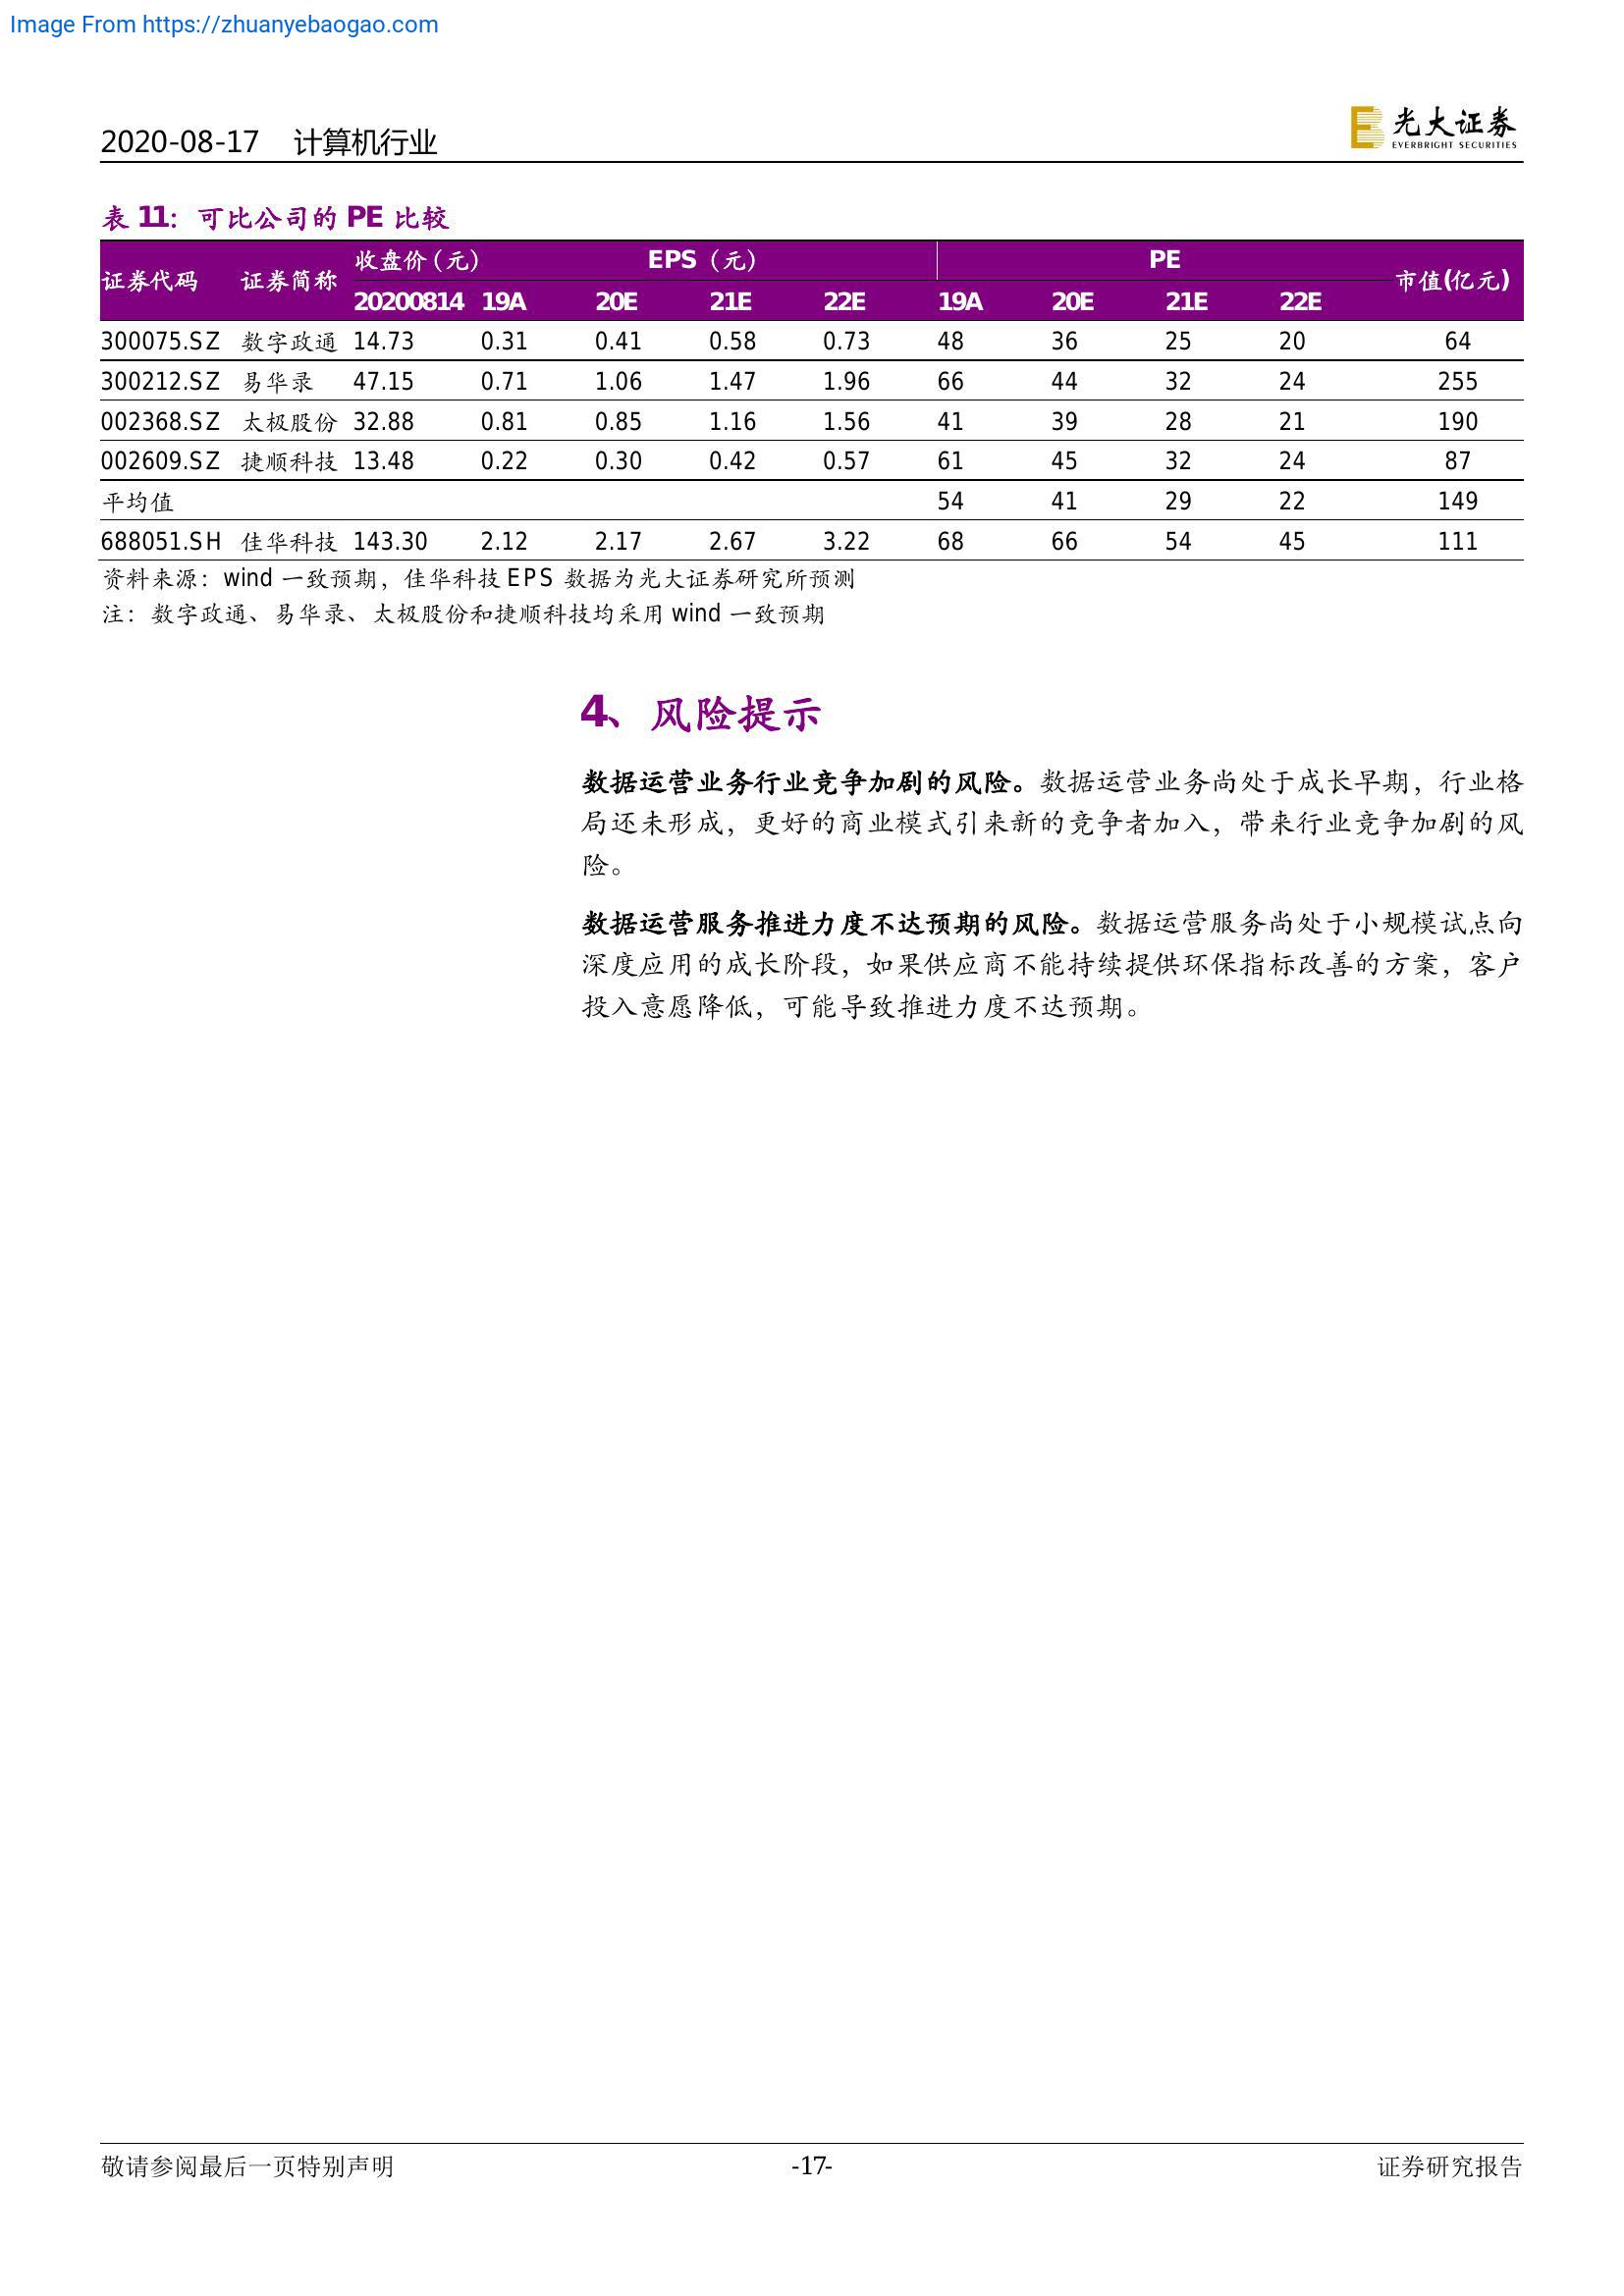 Image From https://zhuanyebaogao.com
2020-08-17 计算机行业
光大证券
EVERBRIGHT SECURITIES
表 11：可比公司的 PE 比较
证券代码 证券简称 收盘价（元） EPS（元） PE 市值(亿元)
20200814 19A 20E 21E 22E 19A 20E 21E 22E
300075.SZ 数字政通 14.73 0.31 0.41 0.58 0.73 48 36 25 20 64
300212.SZ 易华录 47.15 0.71 1.06 1.47 1.96 66 44 32 24 255
002368.SZ 太极股份 32.88 0.81 0.85 1.16 1.56 41 39 28 21 190
002609.SZ 捷顺科技 13.48 0.22 0.30 0.42 0.57 61 45 32 24 87
平均值 54 41 29 22 149
688051.SH 佳华科技 143.30 2.12 2.17 2.67 3.22 68 66 54 45 111
资料来源：wind 一致预期，佳华科技 EPS 数据为光大证券研究所预测
注：数字政通、易华录、太极股份和捷顺科技均采用 wind 一致预期
4、风险提示
数据运营业务行业竞争加剧的风险。数据运营业务尚处于成长早期，行业格
局还未形成，更好的商业模式引来新的竞争者加入，带来行业竞争加剧的风
险。
数据运营服务推进力度不达预期的风险。数据运营服务尚处于小规模试点向
深度应用的成长阶段，如果供应商不能持续提供环保指标改善的方案，客户
投入意愿降低，可能导致推进力度不达预期。
敬请参阅最后一页特别声明 -17- 证券研究报告